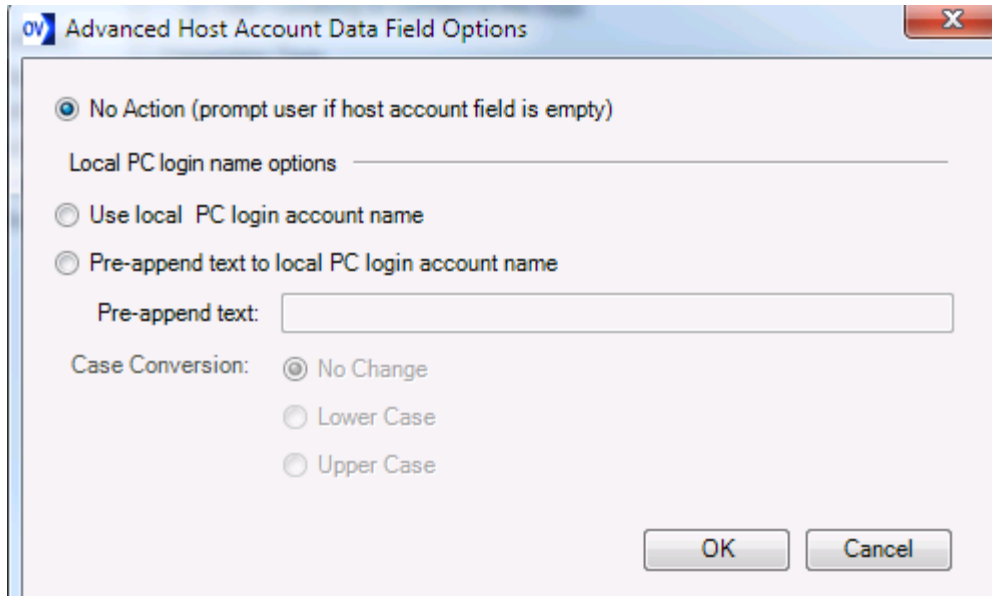 OV Advanced Host Account Data Field Options
No Action (prompt user if host account field is empty)
Local PC login name options
Use local  PC login account name
Pre-append text to local PC login account name
Pre-append text:
Case Conversion: No Change
Lower Case
Upper Case
OK Cancel